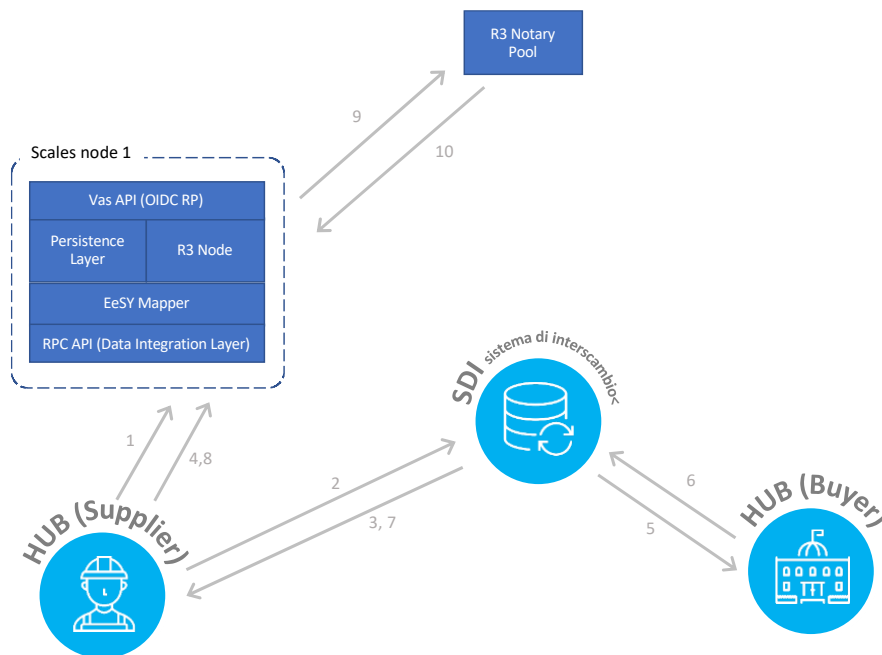 R3 Notary
Pool
9
10
Scales node 1
Vas API (OIDC RP)
Persistence
Layer
R3 Node
EeSY Mapper
RPC API (Data Integration Layer)
SDI sistema di interscambio<
1
4,8
2
3, 7
6
5
HUB (Supplier)
HUB (Buyer)